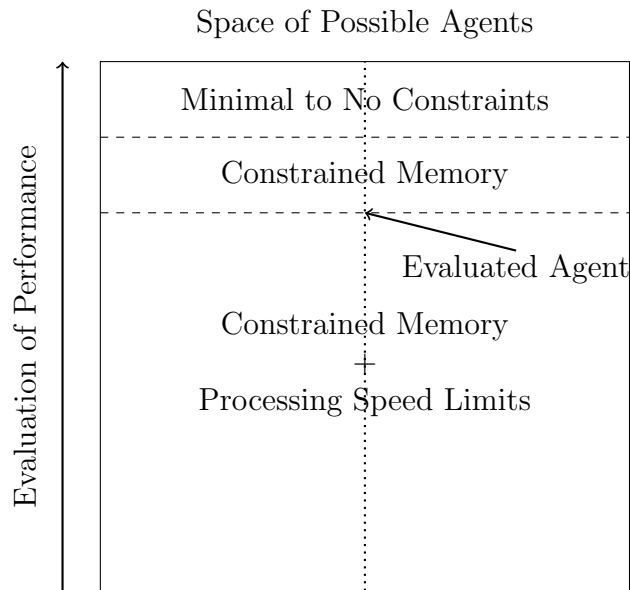 Space of Possible Agents
Minimal to No Constraints
Constrained Memory
Evaluated Agent
Constrained Memory
+
Processing Speed Limits
Evaluation of Performance